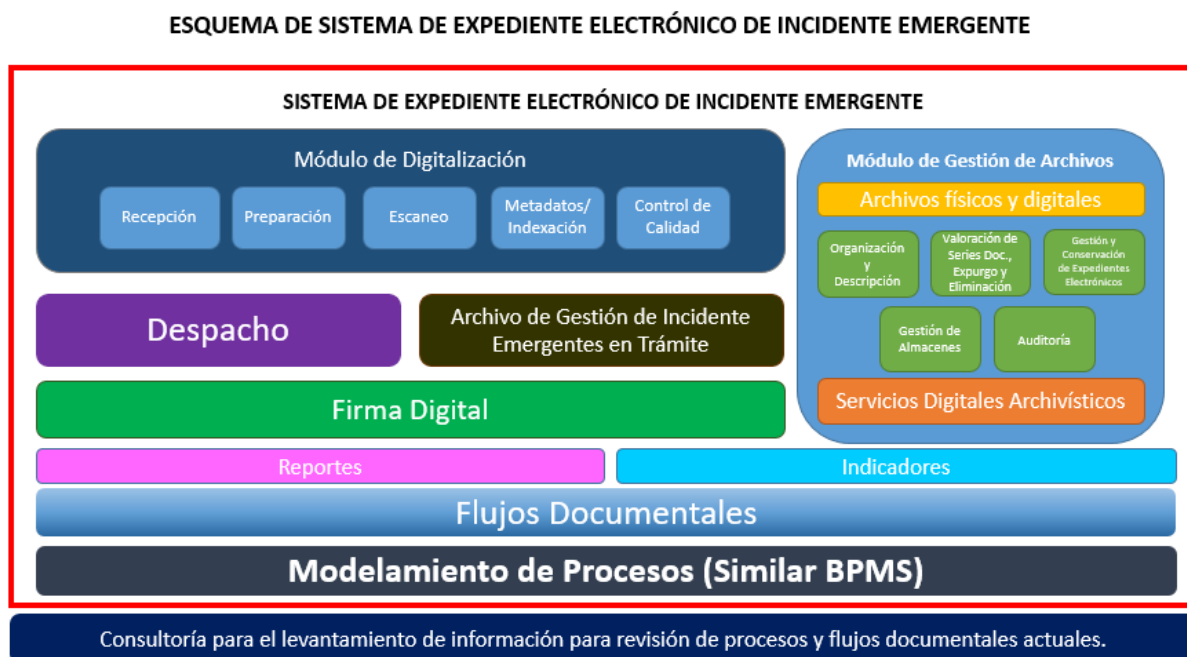 ESQUEMA DE SISTEMA DE EXPEDIENTE ELECTRÓNICO DE INCIDENTE EMERGENTE
SISTEMA DE EXPEDIENTE ELECTRÓNICO DE INCIDENTE EMERGENTE
Módulo de Digitalización
Recepción
Preparación
Escaneo
Metadatos/
Indexación
Control de
Calidad
Módulo de Gestión de Archivos
Archivos físicos y digitales
Organización
y
Descripción
Valoración de
Series Doc.,
Expurgo y
Eliminación
Gestión y
Conservación
de Expedientes
Electrónicos
Gestión de
Almacenes
Auditoría
Servicios Digitales Archivísticos
Despacho
Archivo de Gestión de Incidente
Emergentes en Trámite
Firma Digital
Reportes
Indicadores
Flujos Documentales
Modelamiento de Procesos (Similar BPMS)
Consultoría para el levantamiento de información para revisión de procesos y flujos documentales actuales.